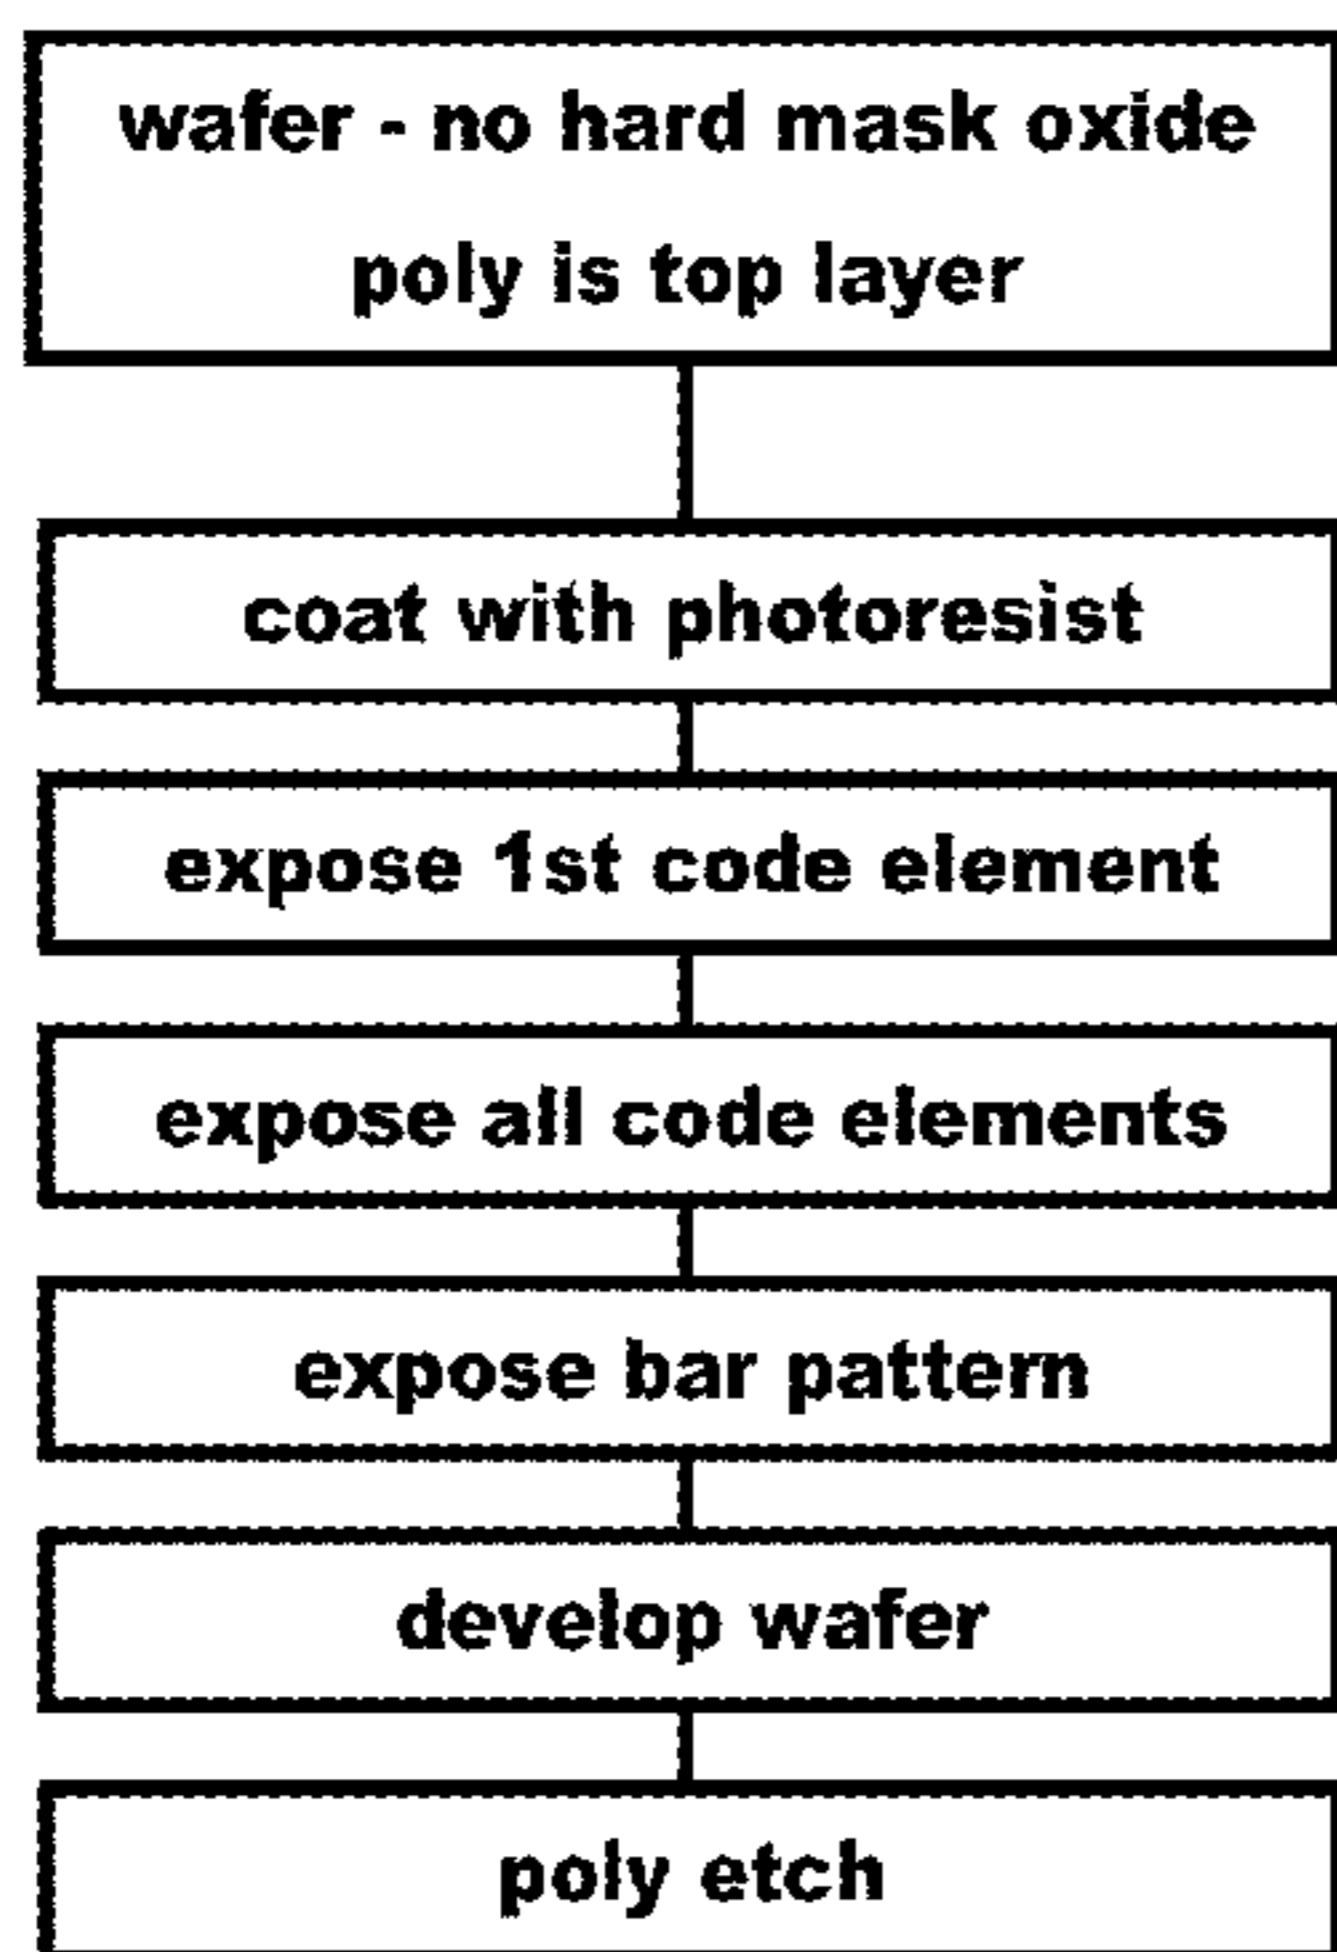 wafer - no hard mask oxide
poly is top layer
coat with photoresist
expose 1st code element
expose all code elements
expose bar pattern
develop wafer
poly etch